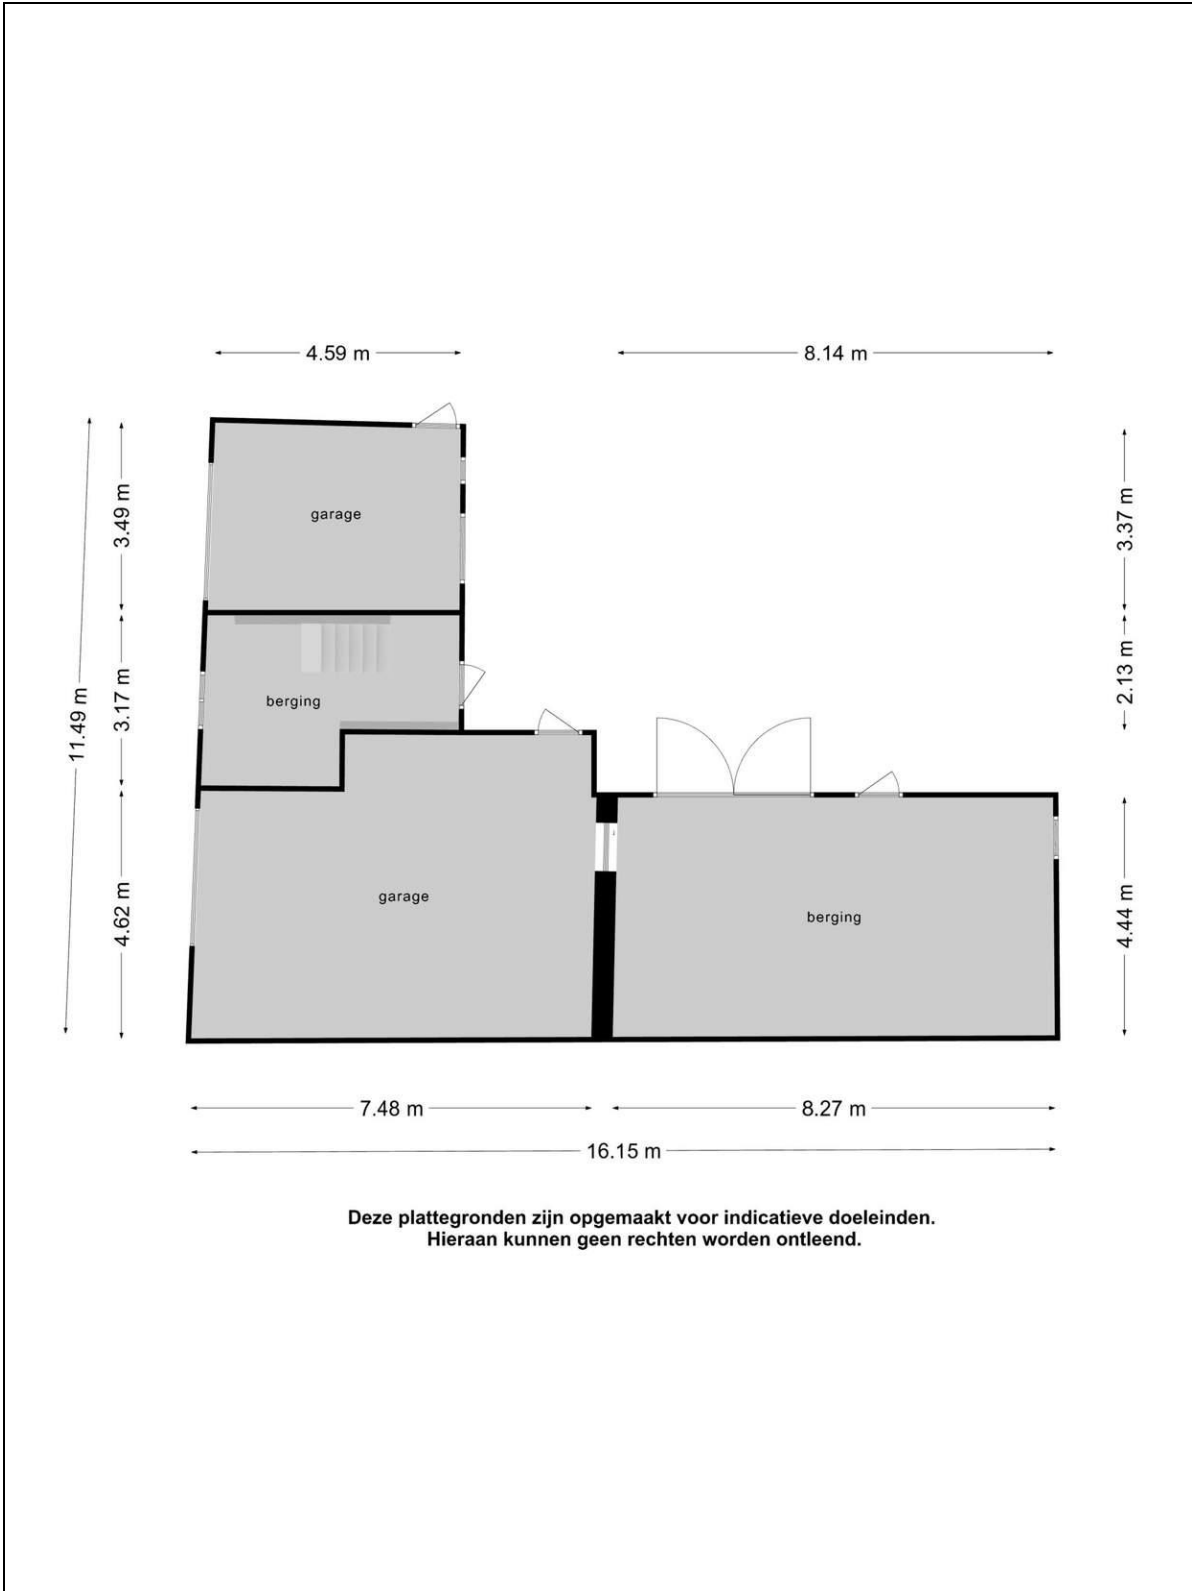 4.59 m
8.14 m
garage
3.49 m
3.37 m
11.49 m
3.17 m
2.13 m
berging
4.62 m
garage
berging
4.44 m
7.48 m
8.27 m
16.15 m
Deze plattegronden zijn opgemaakt voor indicatieve doeleinden.
Hieraan kunnen geen rechten worden ontleend.